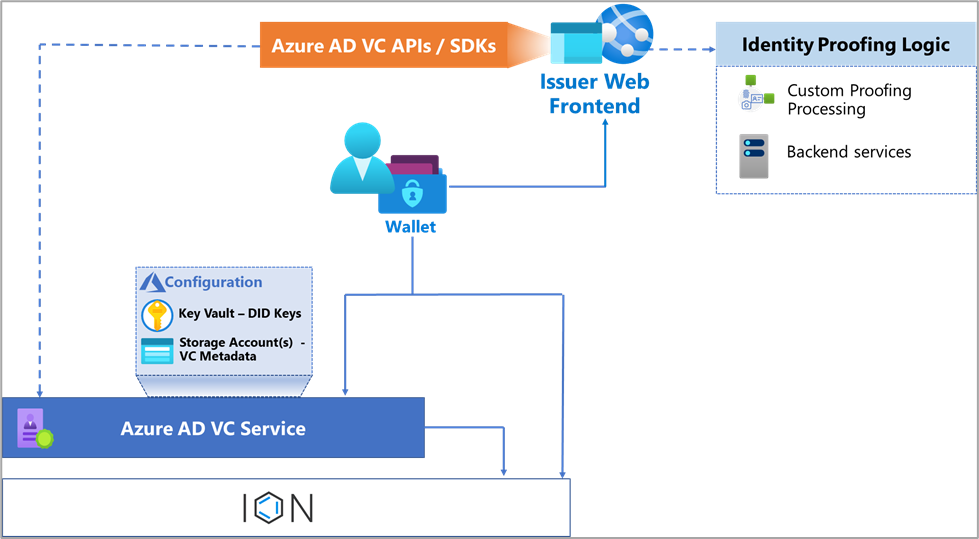 Azure AD VC APIs / SDKs
Issuer Web
Frontend
Identity Proofing Logic
Custom Proofing
Processing
Backend services
Wallet
Configuration
Key Vault – DID Keys
Storage Account(s) -
VC Metadata
Azure AD VC Service
ION